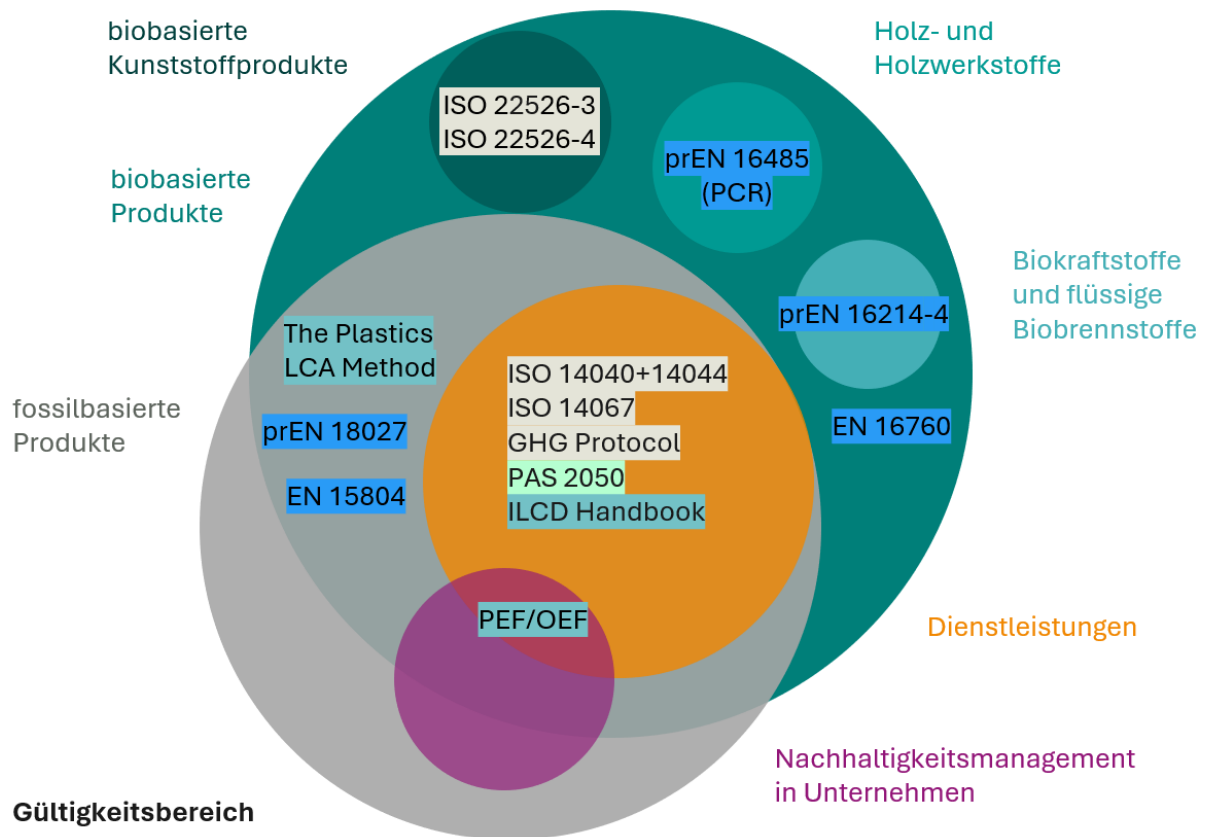 biobasierte
Kunststoffprodukte
Holz- und
Holzwerkstoffe
ISO 22526-3
ISO 22526-4
prEN 16485
(PCR)
biobasierte
Produkte
Biokraftstoffe
und flüssige
Biobrennstoffe
prEN 16214-4
The Plastics
LCA Method
ISO 14040+14044
ISO 14067
GHG Protocol
PAS 2050
ILCD Handbook
fossilbasierte
Produkte
prEN 18027
EN 15804
EN 16760
PEF/OEF
Dienstleistungen
Nachhaltigkeitsmanagement
in Unternehmen
Gültigkeitsbereich